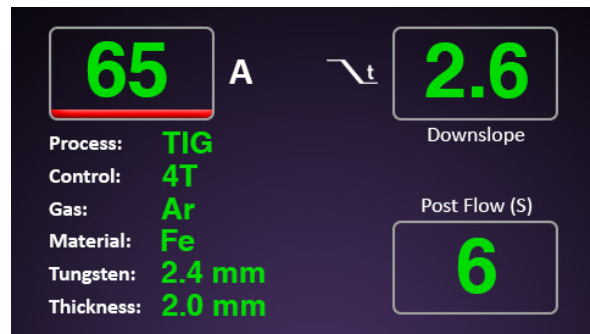 65 A
t 2.6
Downslope
Process: TIG
Control: 4T
Gas: Ar
Material: Fe
Tungsten: 2.4 mm
Thickness: 2.0 mm
Post Flow (S)
6